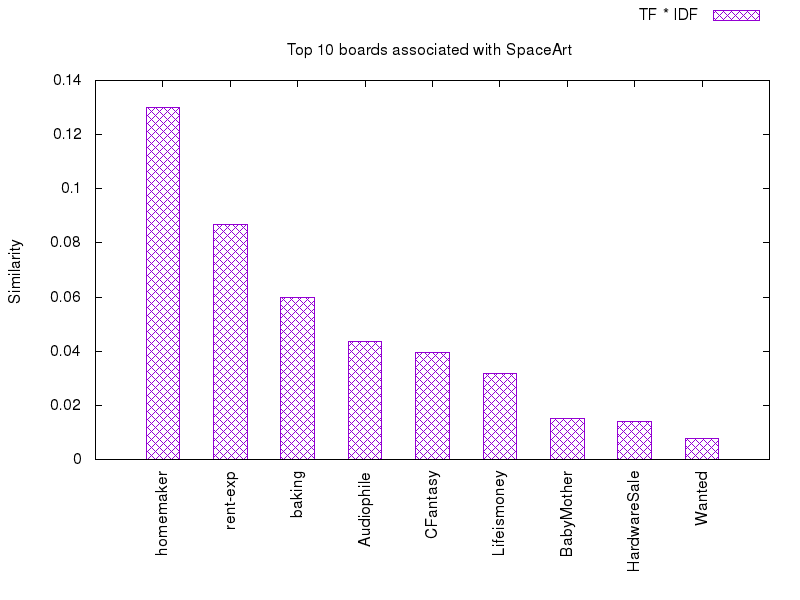 TF * IDF
Top 10 boards associated with SpaceArt
0.14
0.12
0.1
0.08
0.06
0.04
0.02
0
Similarity
homemaker
rent-exp
baking
Audiophile
CFantasy
Lifeismoney
BabyMother
HardwareSale
Wanted